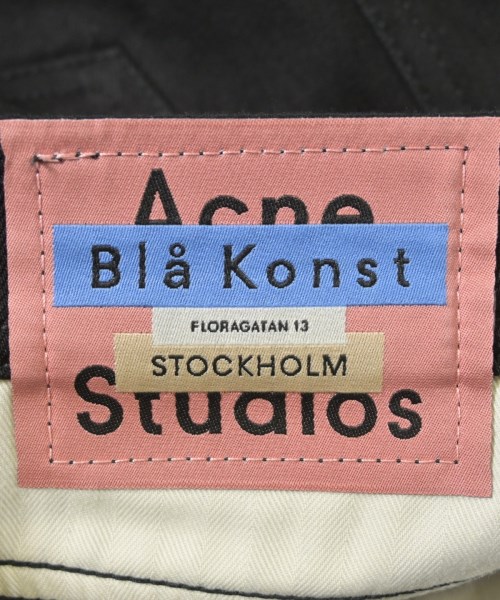 Acne
Blå Konst
FLORAGATAN 13
STOCKHOLM
Studios